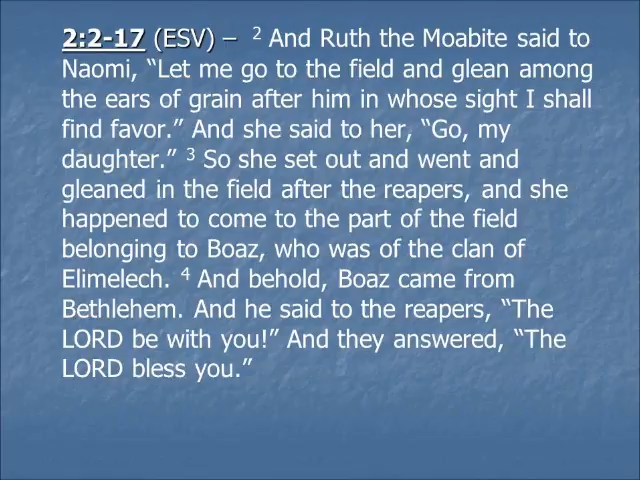 2:2-17 (ESV) – 2 And Ruth the Moabite said to
Naomi, “Let me go to the field and glean among
the ears of grain after him in whose sight I shall
find favor.” And she said to her, “Go, my
daughter.” 3 So she set out and went and
gleaned in the field after the reapers, and she
happened to come to the part of the field
belonging to Boaz, who was of the clan of
Elimelech. 4 And behold, Boaz came from
Bethlehem. And he said to the reapers, “The
LORD be with you!” And they answered, “The
LORD bless you.”